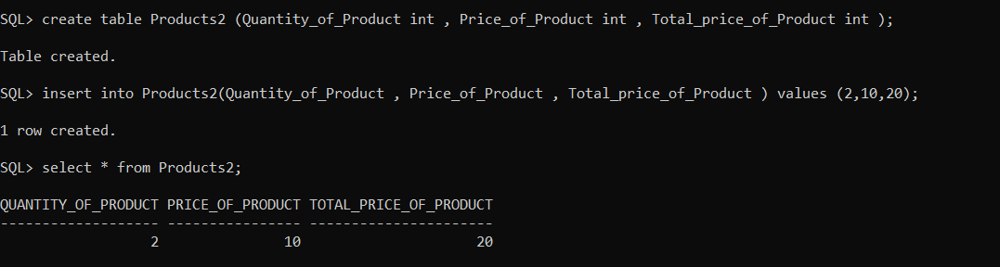 SQL> create table Products2 (Quantity_of_Product int , Price_of_Product int , Total_price_of_Product int );
Table created.
SQL> insert into Products2(Quantity_of_Product , Price_of_Product , Total_price_of_Product ) values (2,10,20);
1 row created.
SQL> select * from Products2;
QUANTITY_OF_PRODUCT PRICE_OF_PRODUCT TOTAL_PRICE_OF_PRODUCT
------------------- ---------------- ----------------------
2 10 20